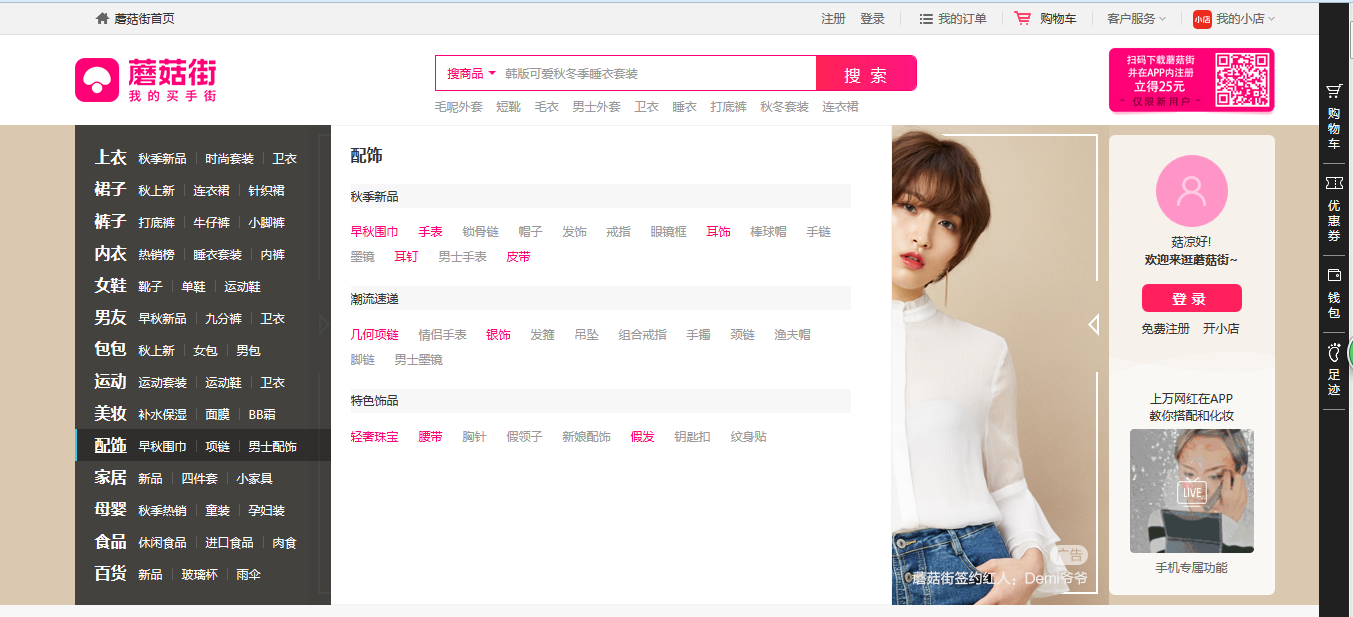 蘑菇街首页
注册 登录 我的订单 购物车 客户服务 小店 我的小店
蘑菇街
我的买手街
搜商品 韩版可爱秋冬季睡衣套装 搜 索
毛呢外套 短靴 毛衣 男士外套 卫衣 睡衣 打底裤 秋冬套装 连衣裙
扫码下载蘑菇街
并在APP内注册
立得25元
- 仅限新用户 -
上衣 秋季新品 时尚套装 卫衣
裙子 秋上新 连衣裙 针织裙
裤子 打底裤 牛仔裤 小脚裤
内衣 热销榜 睡衣套装 内裤
女鞋 靴子 单鞋 运动鞋
男友 早秋新品 九分裤 卫衣
包包 秋上新 女包 男包
运动 运动套装 运动鞋 卫衣
美妆 补水保湿 面膜 BB霜
配饰 早秋围巾 项链 男士配饰
家居 新品 四件套 小家具
母婴 秋季热销 童装 孕妇装
食品 休闲食品 进口食品 肉食
百货 新品 玻璃杯 雨伞
配饰
秋季新品
早秋围巾 手表 锁骨链 帽子 发饰 戒指 眼镜框 耳饰 棒球帽 手链
墨镜 耳钉 男士手表 皮带
潮流速递
几何项链 情侣手表 银饰 发箍 吊坠 组合戒指 手镯 颈链 渔夫帽
脚链 男士墨镜
特色饰品
轻奢珠宝 腰带 胸针 假领子 新娘配饰 假发 钥匙扣 纹身贴
广告
蘑菇街签约红人：Demi爷爷
菇凉好!
欢迎来逛蘑菇街~
登 录
免费注册 开小店
上万网红在APP
教你搭配和化妆
LIVE
手机专属功能
购物车
优惠券
钱包
足迹